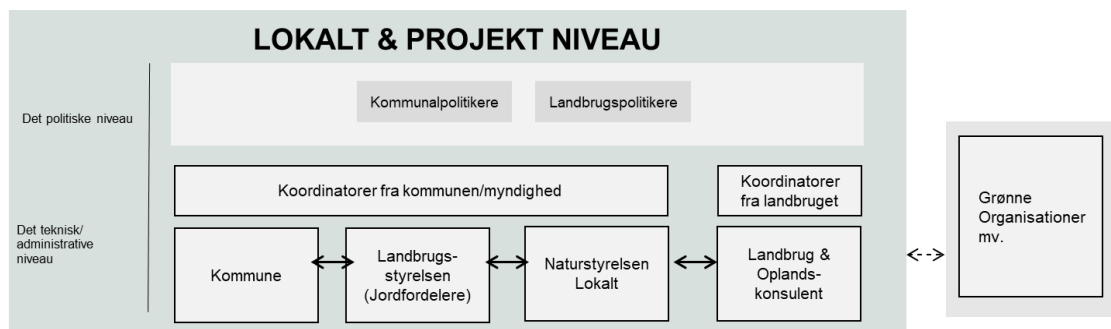 LOKALT & PROJEKT NIVEAU
Det politiske niveau
Kommunalpolitikere
Landbrugspolitikere
Koordinatorer fra kommunen/myndighed
Koordinatorer
fra landbruget
Det teknisk/
administrative
niveau
Kommune
Landbrugs-
styrelsen
(Jordfordelere)
Naturstyrelsen
Lokalt
Landbrug &
Oplands-
konsulent
Grønne
Organisationer
mv.